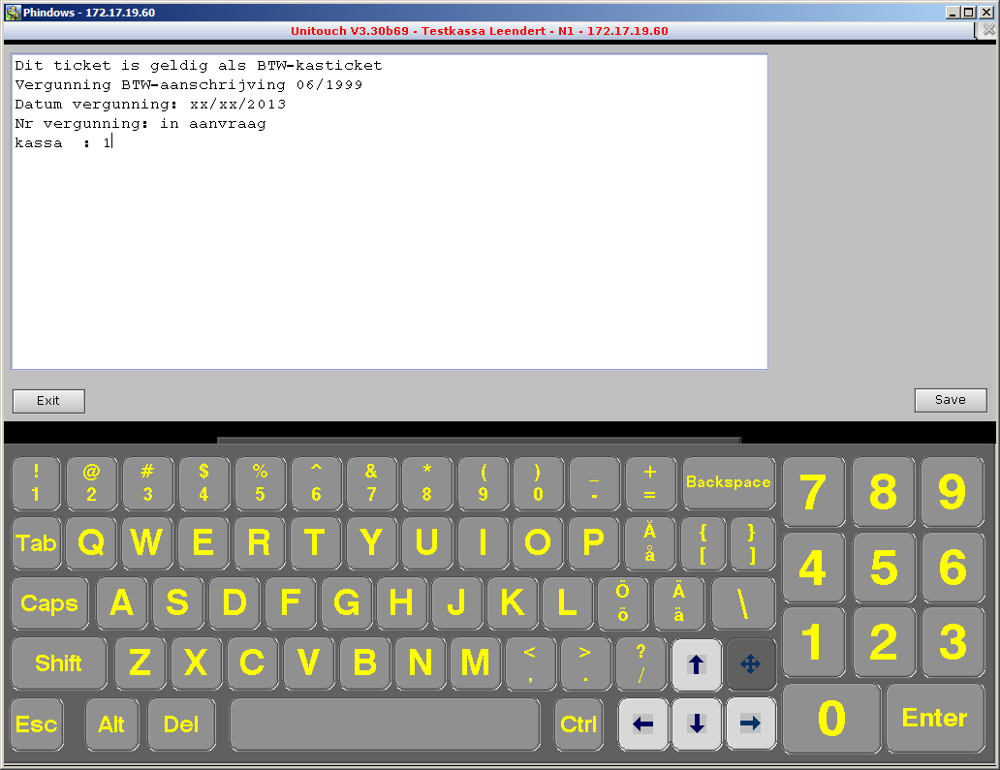 Phindows - 172.17.19.60
Unitouch V3.30b69 - Testkassa Leendert - N1 - 172.17.19.60
Dit ticket is geldig als BTW-kasticket
Vergunning BTW-aanschrijving 06/1999
Datum vergunning: xx/xx/2013
Nr vergunning: in aanvraag
kassa  : 1
Exit Save
! @ # $ % ^ & * ( ) _ +
1 2 3 4 5 6 7 8 9 0 - = Backspace 7 8 9
Tab Q W E R T Y U I O P Å å { [ } ]
4 5 6
Caps A S D F G H J K L Ö ö Ä ä \
1 2 3
Shift Z X C V B N M < , > . ? / ↑
Esc Alt Del Ctrl ← ↓ → 0 Enter